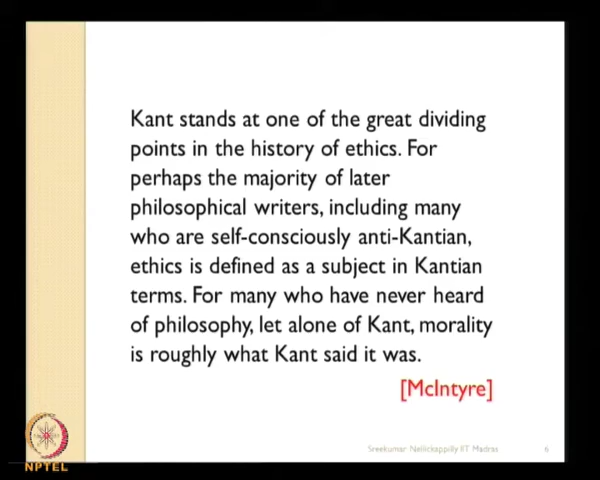 Kant stands at one of the great dividing
points in the history of ethics. For
perhaps the majority of later
philosophical writers, including many
who are self-consciously anti-Kantian,
ethics is defined as a subject in Kantian
terms. For many who have never heard
of philosophy, let alone of Kant, morality
is roughly what Kant said it was.
[McIntyre]
Sreekumar Nellickappilly IIT Madras 6
NPTEL